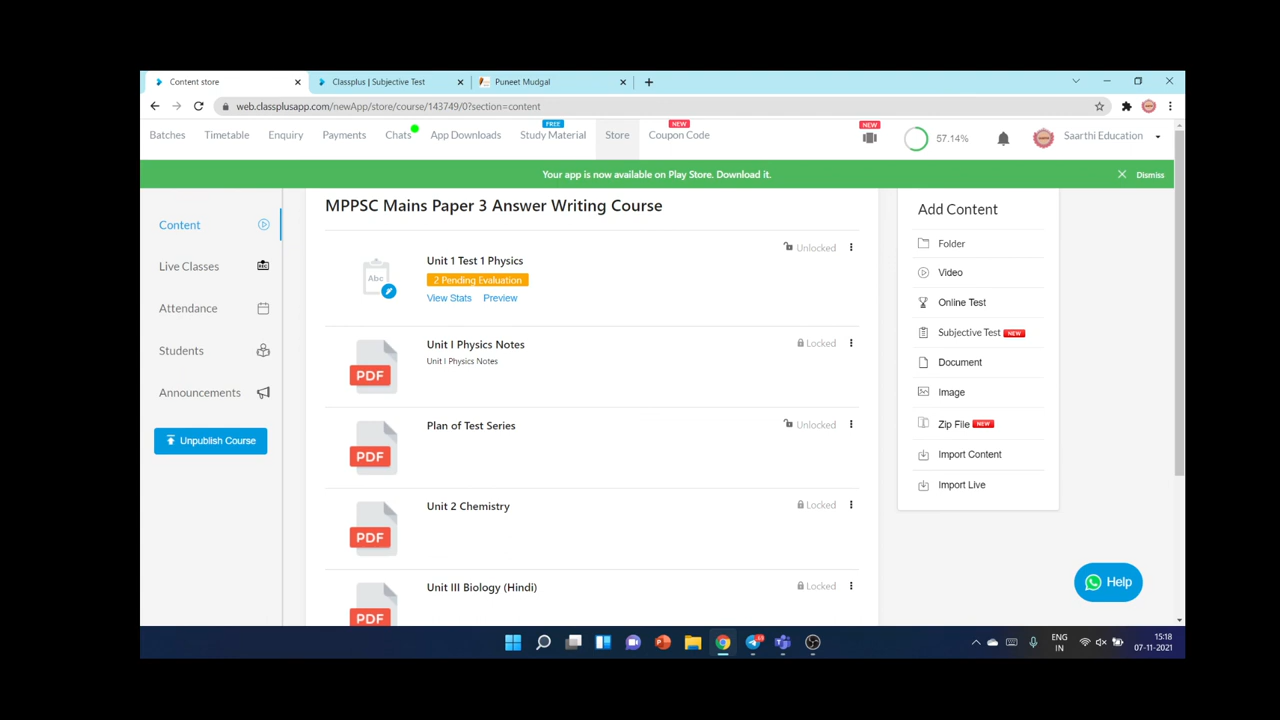 Content store
Classplus | Subjective Test
Puneet Mudgal
web.classplusapp.com/newApp/store/course/143749/0?section=content
FREE
NEW
NEW
Batches Timetable Enquiry Payments Chats App Downloads Study Material Store Coupon Code 57.14% Saarthi Education
Your app is now available on Play Store. Download it. Dismiss
Content
Live Classes
Attendance
Students
Announcements
Unpublish Course
MPPSC Mains Paper 3 Answer Writing Course
Unlocked
Unit 1 Test 1 Physics
Abc
2 Pending Evaluation
View Stats Preview
Unit I Physics Notes
Locked
Unit I Physics Notes
PDF
Plan of Test Series
Unlocked
PDF
Unit 2 Chemistry
Locked
PDF
Unit III Biology (Hindi)
Locked
PDF
Add Content
Folder
Video
Online Test
Subjective Test NEW
Document
Image
Zip File NEW
Import Content
Import Live
Help
ENG
IN
15:18
07-11-2021